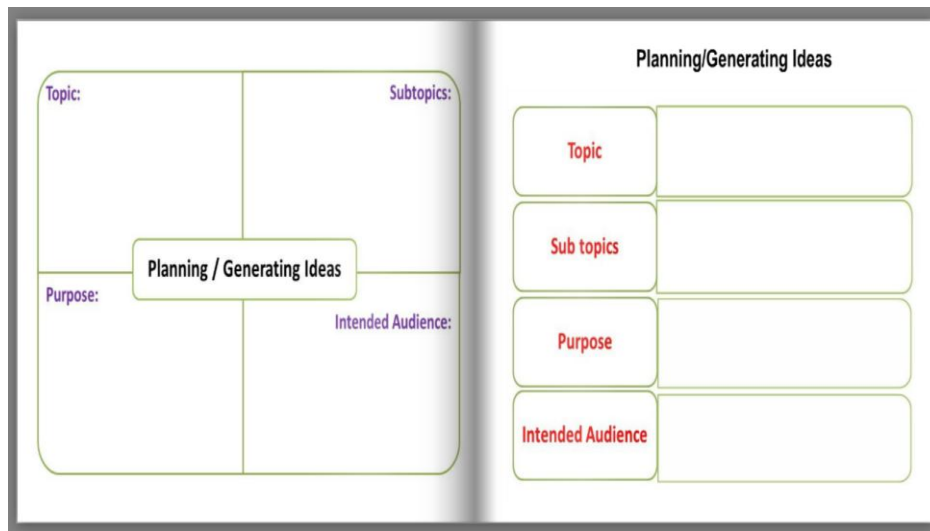 Topic:
Subtopics:
Planning / Generating Ideas
Purpose:
Intended Audience:
Planning/Generating Ideas
Topic
Sub topics
Purpose
Intended Audience